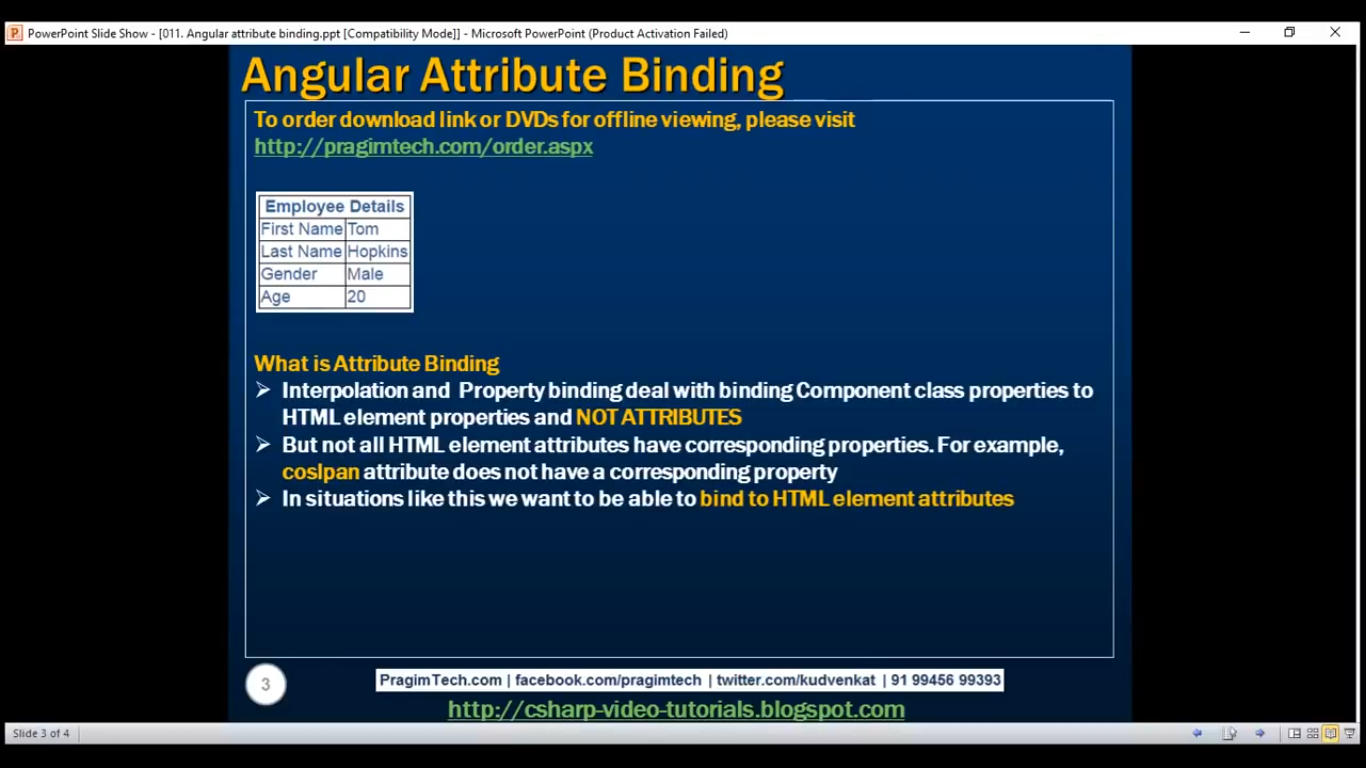 PowerPoint Slide Show - [011. Angular attribute binding.ppt [Compatibility Mode]] - Microsoft PowerPoint (Product Activation Failed)
Angular Attribute Binding
To order download link or DVDs for offline viewing, please visit
http://pragimtech.com/order.aspx
Employee Details
First Name Tom
Last Name Hopkins
Gender Male
Age 20
What is Attribute Binding
➢ Interpolation and Property binding deal with binding Component class properties to
HTML element properties and NOT ATTRIBUTES
➢ But not all HTML element attributes have corresponding properties. For example,
coslpan attribute does not have a corresponding property
➢ In situations like this we want to be able to bind to HTML element attributes
3
PragimTech.com | facebook.com/pragimtech | twitter.com/kudvenkat | 91 99456 99393
http://csharp-video-tutorials.blogspot.com
Slide 3 of 4